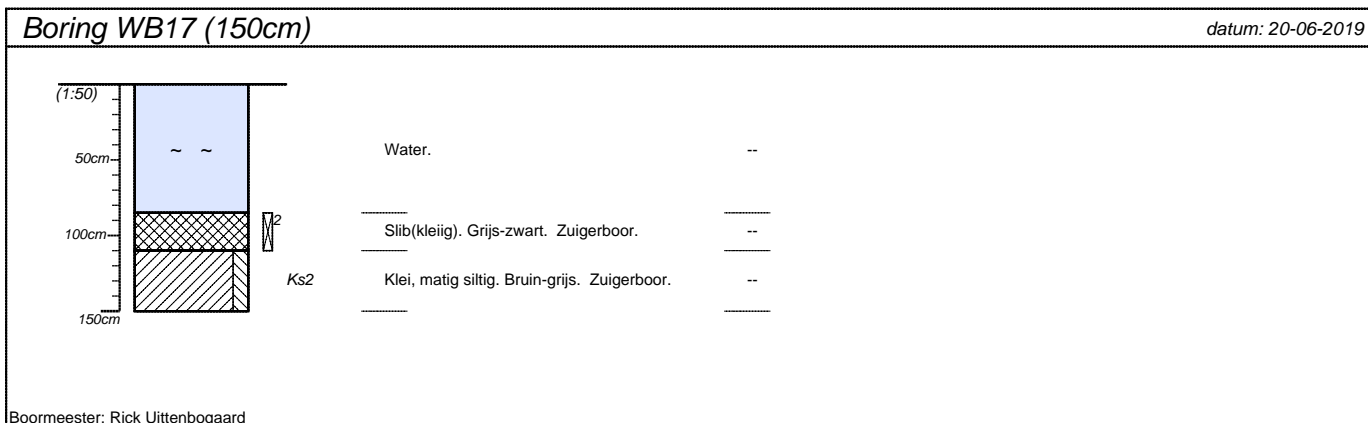 Boring WB17 (150cm) datum: 20-06-2019
(1:50)
50cm ~ ~ Water. --
2
100cm Slib(kleiig). Grijs-zwart. Zuigerboor. --
Ks2 Klei, matig siltig. Bruin-grijs. Zuigerboor. --
150cm
Boormeester: Rick Uittenbogaard